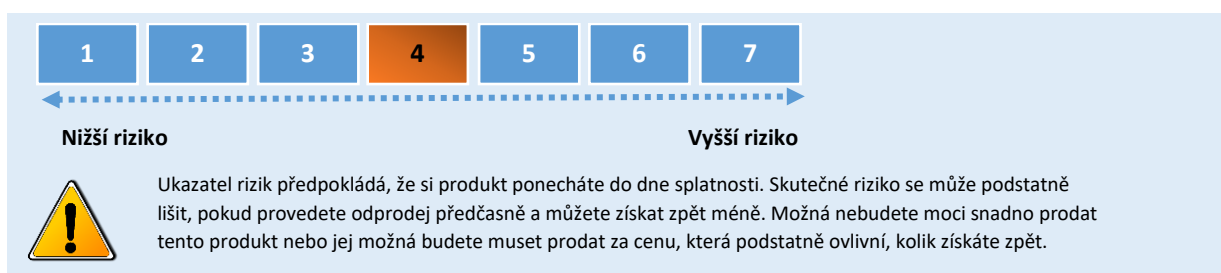 1 2 3 4 5 6 7
Nižší riziko Vyšší riziko
Ukazatel rizik předpokládá, že si produkt ponecháte do dne splatnosti. Skutečné riziko se může podstatně
lišit, pokud provedete odprodej předčasně a můžete získat zpět méně. Možná nebudete moci snadno prodat
tento produkt nebo jej možná budete muset prodat za cenu, která podstatně ovlivní, kolik získáte zpět.